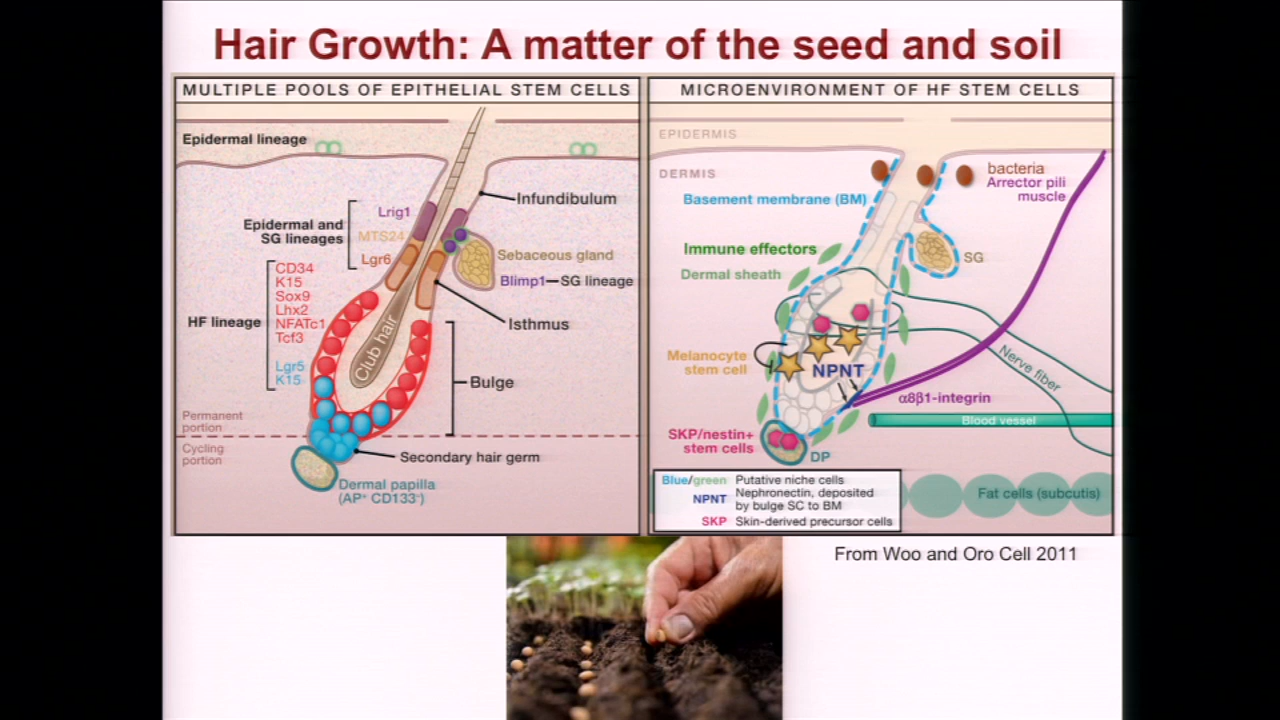 Hair Growth: A matter of the seed and soil
MULTIPLE POOLS OF EPITHELIAL STEM CELLS
Epidermal lineage
Infundibulum
Lrig1
Epidermal and
SG lineages
MTS24
Lgr6
Sebaceous gland
Blimp1
SG lineage
CD34
K15
Sox9
Lhx2
NFATc1
Tcf3
HF lineage
Lgr5
K15
Isthmus
Club hair
Bulge
Permanent
portion
Cycling
portion
Secondary hair germ
Dermal papilla
(AP+ CD133+)
MICROENVIRONMENT OF HF STEM CELLS
EPIDERMIS
DERMIS
bacteria
Arrector pili
muscle
Basement membrane (BM)
Immune effectors
Dermal sheath
SG
Melanocyte
stem cell
NPNT
Nerve fiber
α8β1-integrin
Blood vessel
SKP/nestin+
stem cells
DP
Blue/green Putative niche cells
NPNT Nephronectin, deposited
by bulge SC to BM
SKP Skin-derived precursor cells
Fat cells (subcutis)
From Woo and Oro Cell 2011